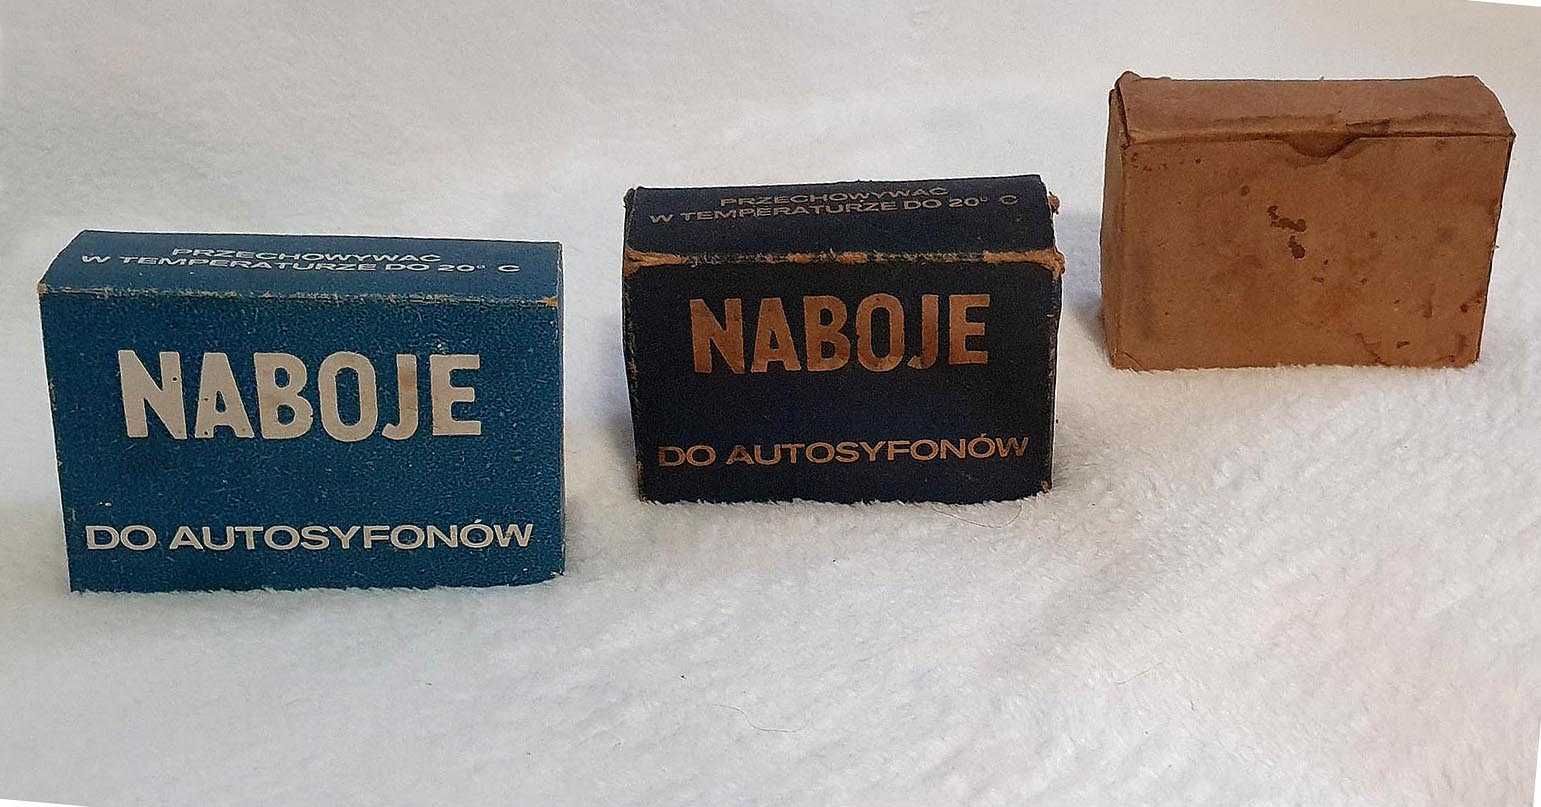 PRZECHOWYWAĆ
W TEMPERATURZE DO 20° C
NABOJE
DO AUTOSYFONÓW
PRZECHOWYWAĆ
W TEMPERATURZE DO 20° C
NABOJE
DO AUTOSYFONÓW